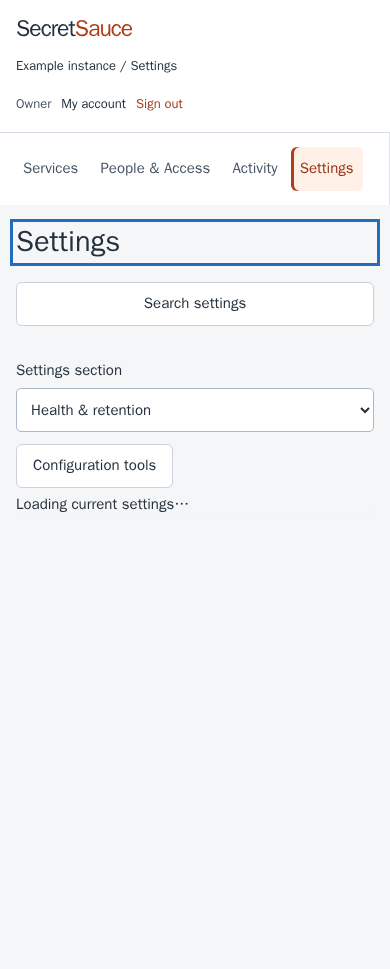 SecretSauce
Example instance / Settings
Owner My account Sign out
Services People & Access Activity Settings
Settings
Search settings
Settings section
Health & retention
Configuration tools
Loading current settings···